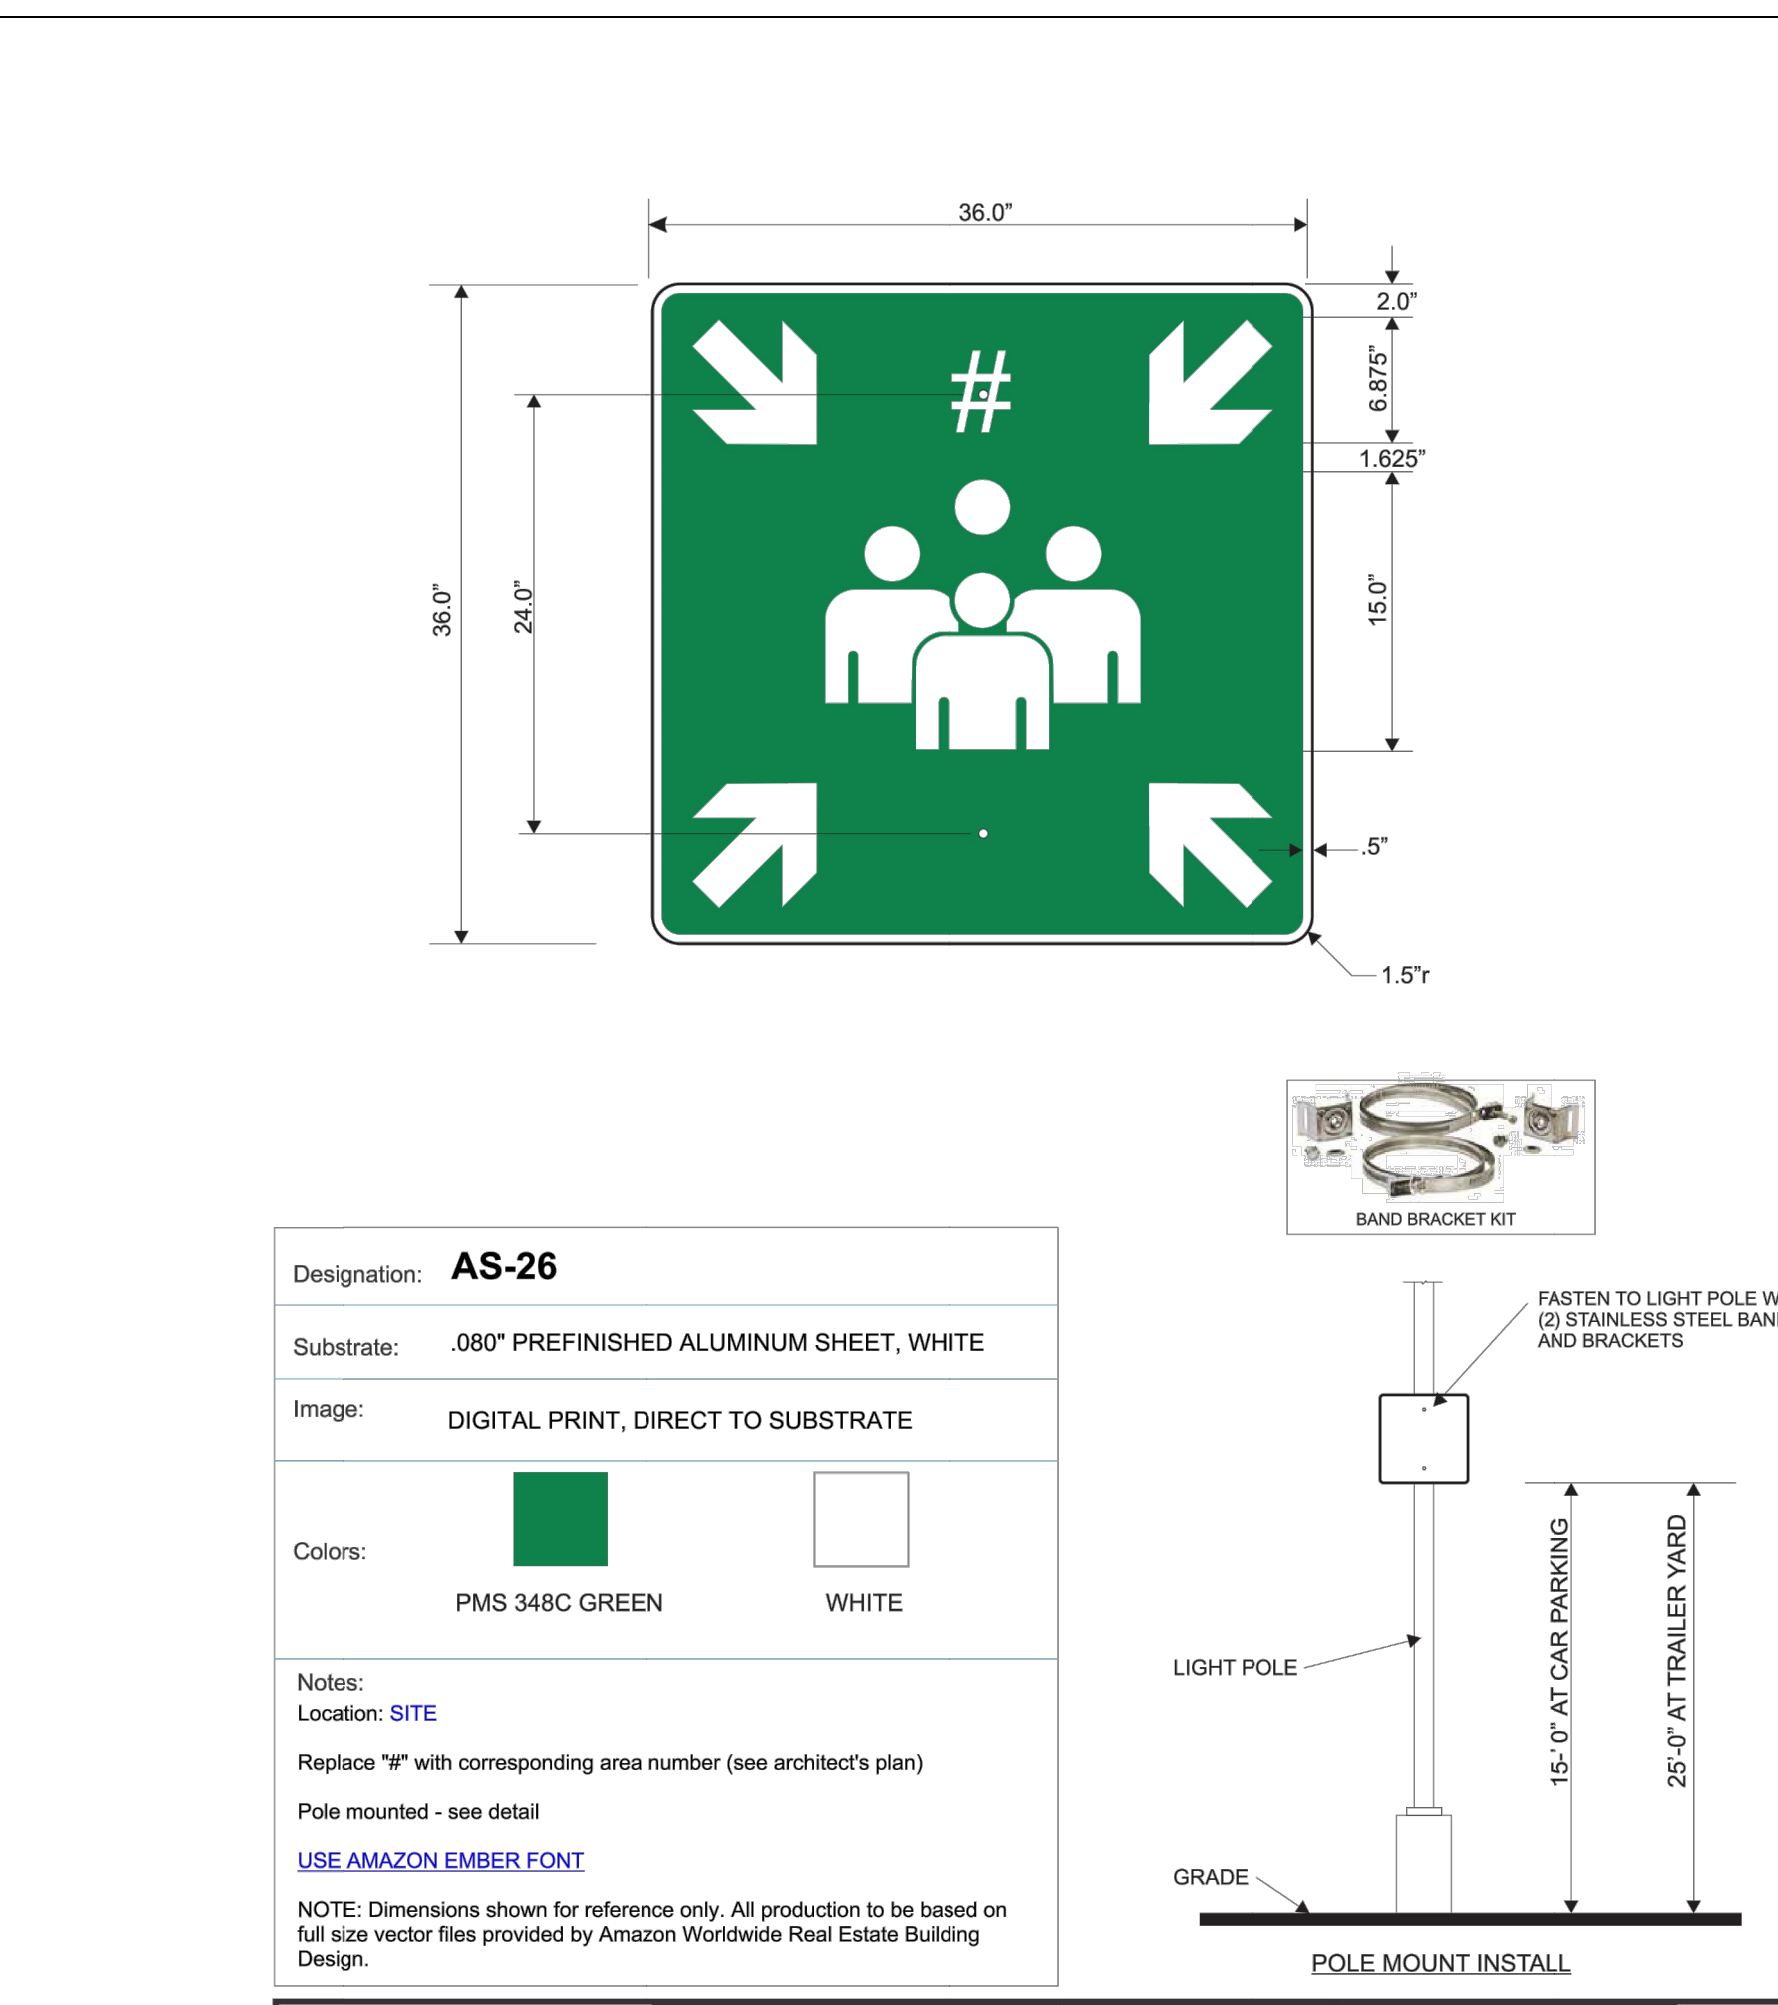 36.0”
2.0”
6.875”
#
1.625”
36.0”
24.0”
15.0”
.5”
1.5”r
BAND BRACKET KIT
Designation: AS-26
Substrate: .080" PREFINISHED ALUMINUM SHEET, WHITE
Image: DIGITAL PRINT, DIRECT TO SUBSTRATE
Colors:
PMS 348C GREEN WHITE
Notes:
Location: SITE
Replace "#" with corresponding area number (see architect's plan)
Pole mounted - see detail
USE AMAZON EMBER FONT
NOTE: Dimensions shown for reference only. All production to be based on
full size vector files provided by Amazon Worldwide Real Estate Building
Design.
FASTEN TO LIGHT POLE
(2) STAINLESS STEEL
AND BRACKETS
15-' 0” AT CAR PARKING
25’-0” AT TRAILER YARD
LIGHT POLE
GRADE
POLE MOUNT INSTALL